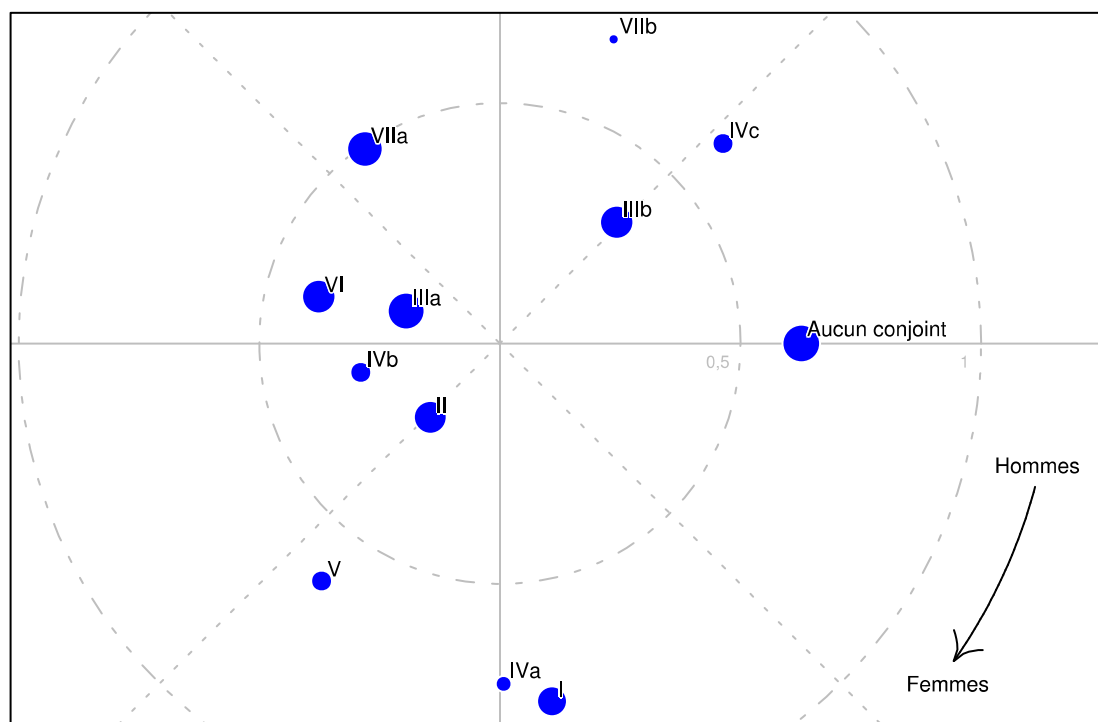 VIIb
IVc
VIIa
IIIb
VI
IIIa
Aucun conjoint
IVb
0,5
1
II
Hommes
V
IVa
Femmes
I